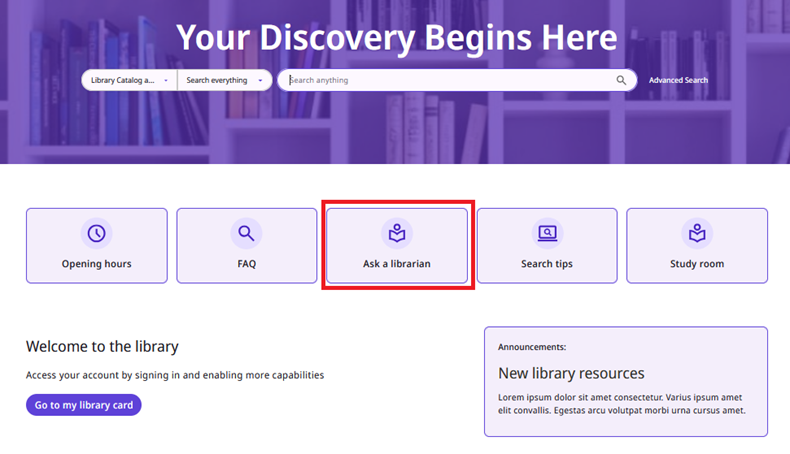 Your Discovery Begins Here
Library Catalog a... Search everything Search anything Advanced Search
Opening hours FAQ Ask a librarian Search tips Study room
Welcome to the library
Access your account by signing in and enabling more capabilities
Go to my library card
Announcements:
New library resources
Lorem ipsum dolor sit amet consectetur. Varius ipsum amet
elit convallis. Egestas arcu volutpat morbi urna cursus amet.